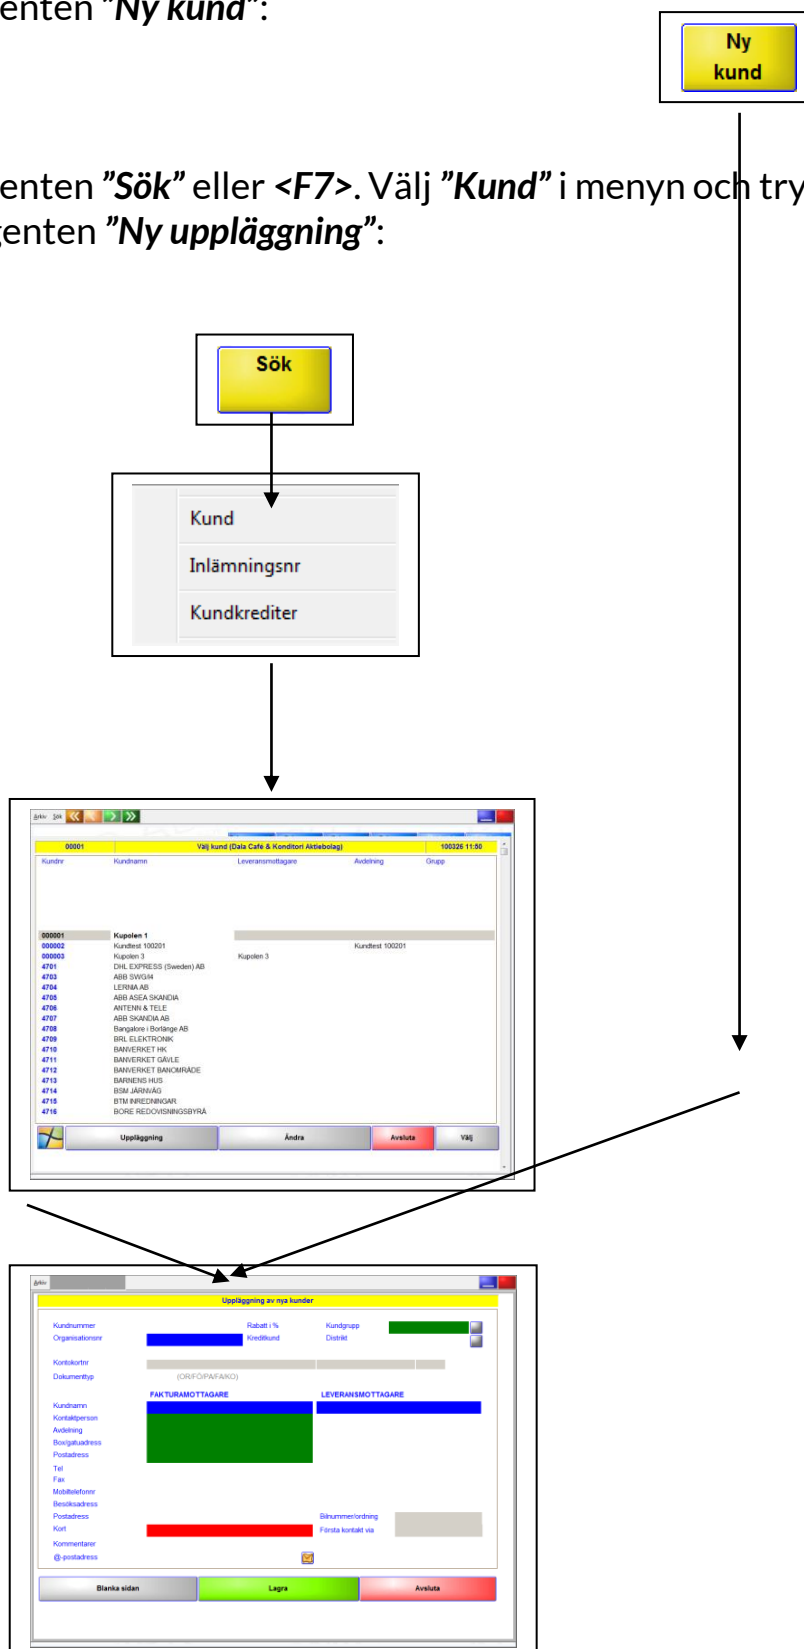 enten ”Ny kund”:
Ny
kund
enten ”Sök” eller <F7>. Välj ”Kund” i menyn och try
genten ”Ny uppläggning”:
Sök
Kund
Inlämningsnr
Kundkrediter
Arkiv Sök
00001 Välj kund (Dala Café & Konditori Aktiebolag) 100326 11:50
Kundnr Kundnamn Leveransmottagare Avdelning Grupp
000001 Kupolen 1
000002 Kundtest 100201 Kundtest 100201
000003 Kupolen 3 Kupolen 3
4701 DHL EXPRESS (Sweden) AB
4703 ABB SWG/I4
4704 LERNIA AB
4705 ABB ASEA SKANDIA
4706 ANTENN & TELE
4707 ABB SKANDIA AB
4708 Bangalore i Borlänge AB
4709 BRL ELEKTRONIK
4710 BANVERKET HK
4711 BANVERKET GÄVLE
4712 BANVERKET BANOMRÅDE
4713 BARNENS HUS
4714 BSM JÄRNVÄG
4715 BTM INREDNINGAR
4716 BORE REDOVISNINGSBYRÅ
Uppläggning Ändra Avsluta Välj
Arkiv
Uppläggning av nya kunder
Kundnummer Rabatt i % Kundgrupp
Organisationsnr Kreditkund Distrikt
Kontokortnr
Dokumenttyp (OR/FÖ/PA/FA/KO)
FAKTURAMOTTAGARE LEVERANSMOTTAGARE
Kundnamn
Kontaktperson
Avdelning
Box/gatuadress
Postadress
Tel
Fax
Mobiltelefonnr
Besöksadress
Postadress Bilnummer/ordning
Kort Första kontakt via
Kommentarer
@-postadress
Blanka sidan Lagra Avsluta